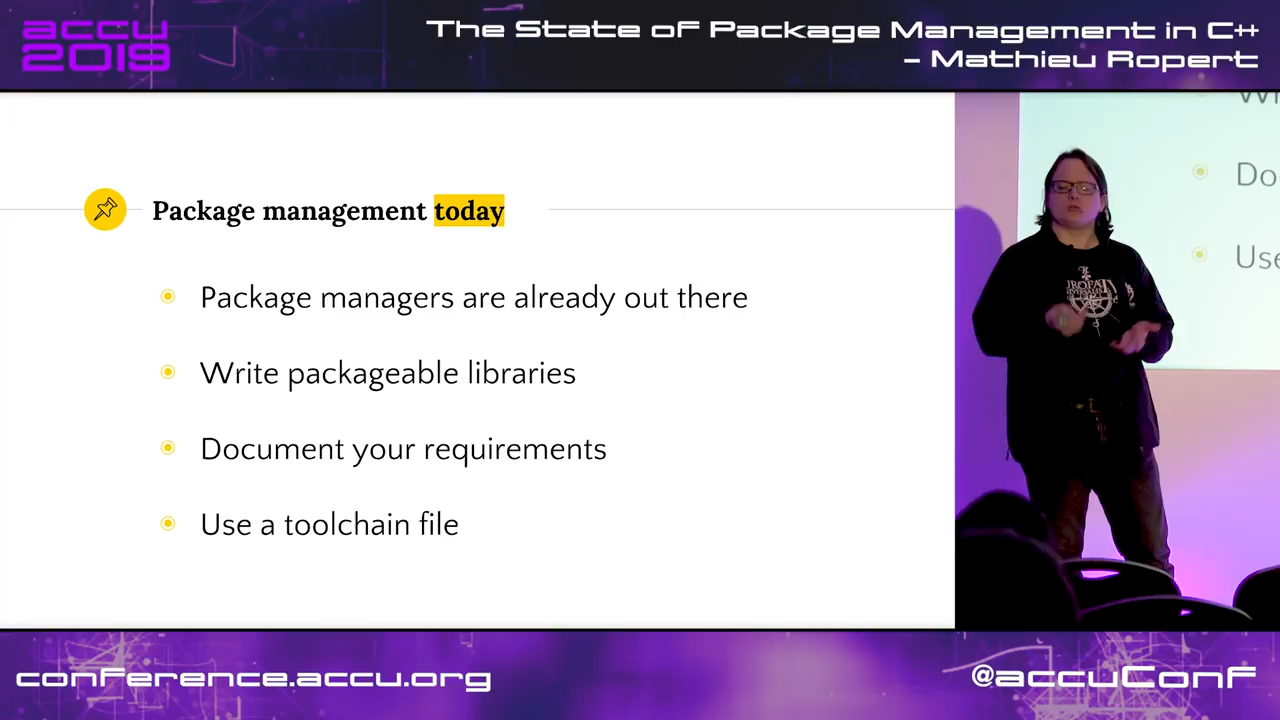 accu
2019
The State of Package Management in C++
– Mathieu Ropert
Package management today
Package managers are already out there
Write packageable libraries
Document your requirements
Use a toolchain file
Do
Use
conference.accu.org
@accuConf